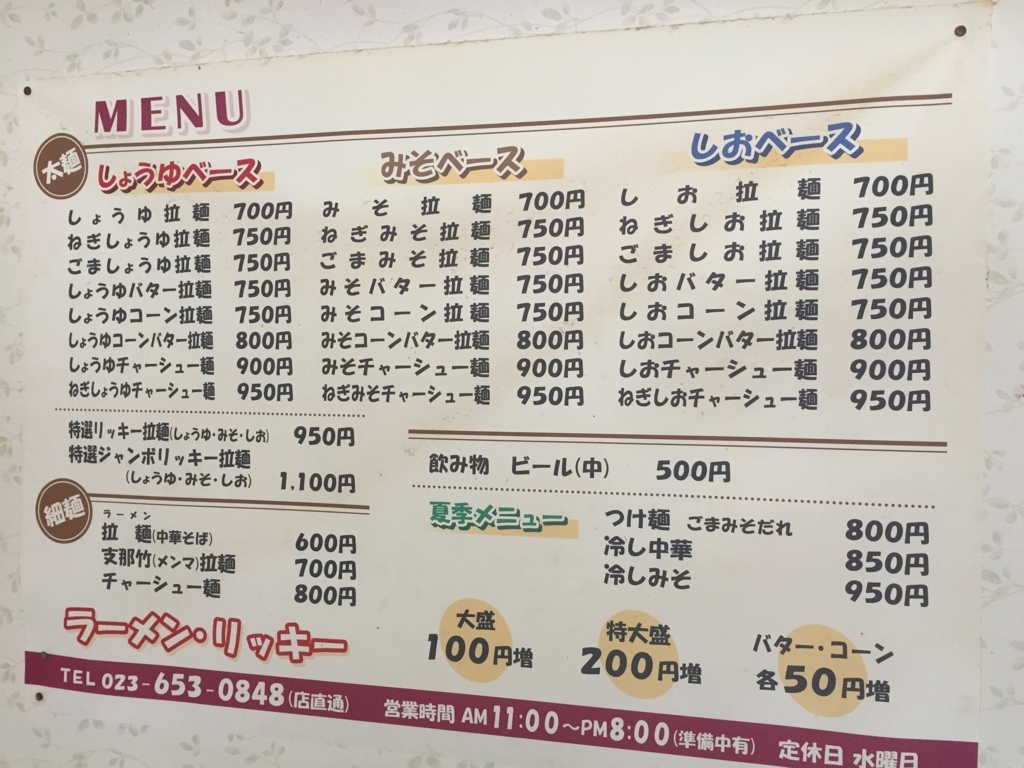 MENU
太麺
しょうゆベース
しょうゆ拉麺 700円
ねぎしょうゆ拉麺 750円
ごましょうゆ拉麺 750円
しょうゆバター拉麺 750円
しょうゆコーン拉麺 750円
しょうゆコーンバター拉麺 800円
しょうゆチャーシュー麺 900円
ねぎしょうゆチャーシュー麺 950円
みそベース
みそ拉麺 700円
ねぎみそ拉麺 750円
ごまみそ拉麺 750円
みそバター拉麺 750円
みそコーン拉麺 750円
みそコーンバター拉麺 800円
みそチャーシュー麺 900円
ねぎみそチャーシュー麺 950円
しおベース
しお拉麺 700円
ねぎしお拉麺 750円
ごましお拉麺 750円
しおバター拉麺 750円
しおコーン拉麺 750円
しおコーンバター拉麺 800円
しおチャーシュー麺 900円
ねぎしおチャーシュー麺 950円
特選リッキー拉麺(しょうゆ・みそ・しお) 950円
特選ジャンボリッキー拉麺
(しょうゆ・みそ・しお) 1.100円
細麺
ラーメン
拉麺(中華そば) 600円
支那竹(メンマ)拉麺 700円
チャーシュー麺 800円
飲み物 ビール(中) 500円
夏季メニュー
つけ麺 ごまみそだれ 800円
冷し中華 850円
冷しみそ 950円
大盛
100円増
特大盛
200円増
バター・コーン
各50円増
ラーメン・リッキー
TEL 023-653-0848(店直通) 営業時間 AM11:00〜PM8:00(準備中有) 定休日 水曜日